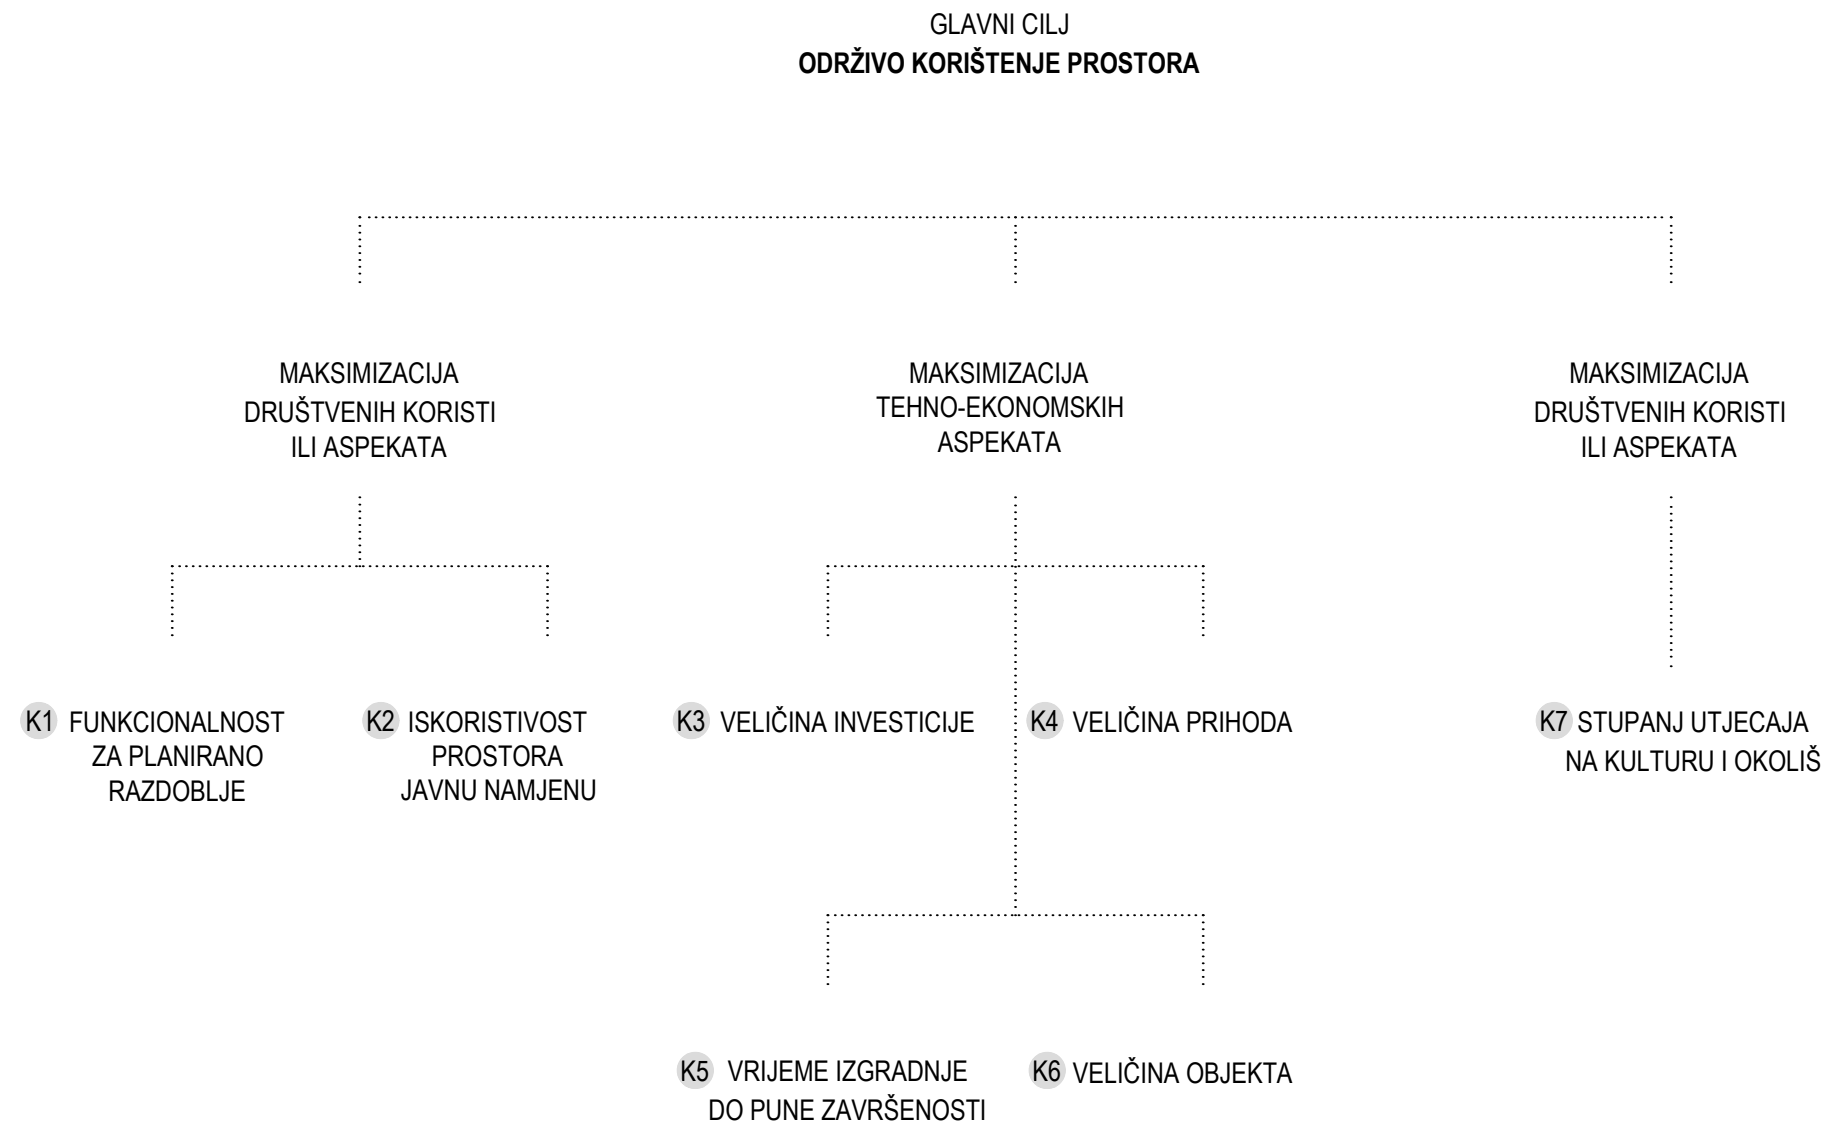 GLAVNI CILJ
ODRŽIVO KORIŠTENJE PROSTORA
MAKSIMIZACIJA
DRUŠTVENIH KORISTI
ILI ASPEKATA
MAKSIMIZACIJA
TEHNO-EKONOMSKIH
ASPEKATA
MAKSIMIZACIJA
DRUŠTVENIH KORISTI
ILI ASPEKATA
K1 FUNKCIONALNOST
ZA PLANIRANO
RAZDOBLJE
K2 ISKORISTIVOST
PROSTORA
JAVNU NAMJENU
K3 VELIČINA INVESTICIJE
K4 VELIČINA PRIHODA
K7 STUPANJ UTJECAJA
NA KULTURU I OKOLIŠ
K5 VRIJEME IZGRADNJE
DO PUNE ZAVRŠENOSTI
K6 VELIČINA OBJEKTA